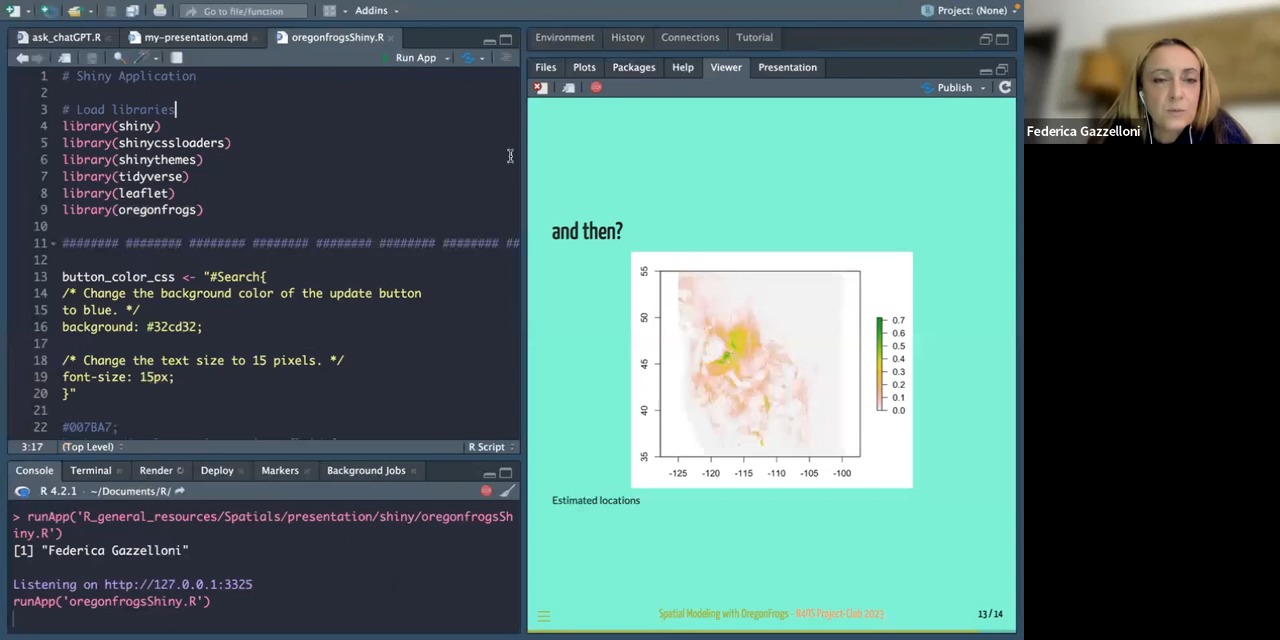 Go to file/function
Addins
Project: (None)
ask_chatGPT.R
my-presentation.qmd
oregonfrogsShiny.R
Run App
1 # Shiny Application
2
3 # Load libraries
4 library(shiny)
5 library(shinycssloaders)
6 library(shinythemes)
7 library(tidyverse)
8 library(leaflet)
9 library(oregonfrogs)
10
11 ######## ######## ######## ######## ######## ######## ######## ##
12
13 button_color_css <- "#Search{
14 /* Change the background color of the update button
15 to blue. */
16 background: #32cd32;
17
18 /* Change the text size to 15 pixels. */
19 font-size: 15px;
20 }"
21
22 #007BA7;
3:17 (Top Level) R Script
Console Terminal Render Deploy Markers Background Jobs
R 4.2.1 · ~/Documents/R/
> runApp('R_general_resources/Spatials/presentation/shiny/oregonfrogsSh
iny.R')
[1] "Federica Gazzelloni"
Listening on http://127.0.0.1:3325
runApp('oregonfrogsShiny.R')
Environment History Connections Tutorial
Files Plots Packages Help Viewer Presentation
Publish
and then?
55
50
45
40
35
-125 -120 -115 -110 -105 -100
0.7
0.6
0.5
0.4
0.3
0.2
0.1
0.0
Estimated locations
Spatial Modeling with OregonFrogs - R4DS Project-Club 2023
13 / 14
Federica Gazzelloni